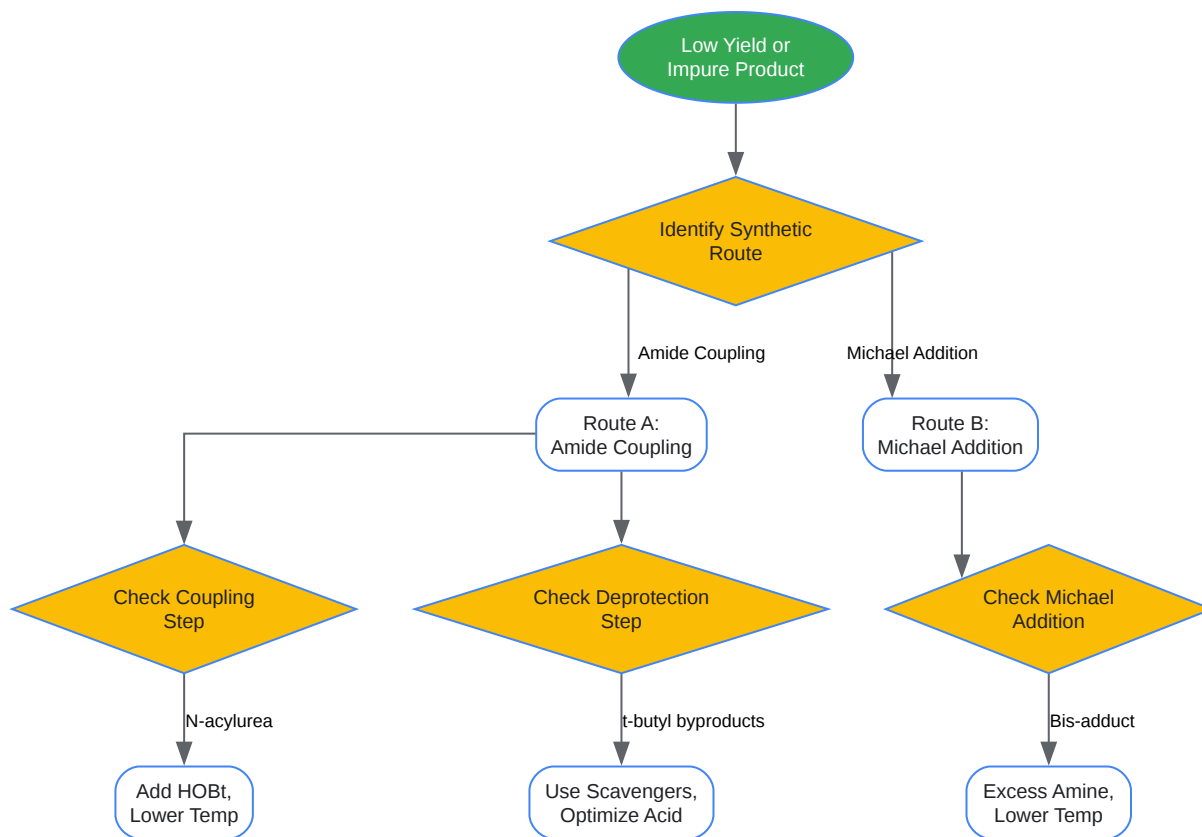 Low Yield or
Impure Product
Identify Synthetic
Route
Amide Coupling
Michael Addition
Route A:
Amide Coupling
Route B:
Michael Addition
Check Coupling
Step
Check Deprotection
Step
Check Michael
Addition
N-acylurea
t-butyl byproducts
Bis-adduct
Add HOBt,
Lower Temp
Use Scavengers,
Optimize Acid
Excess Amine,
Lower Temp